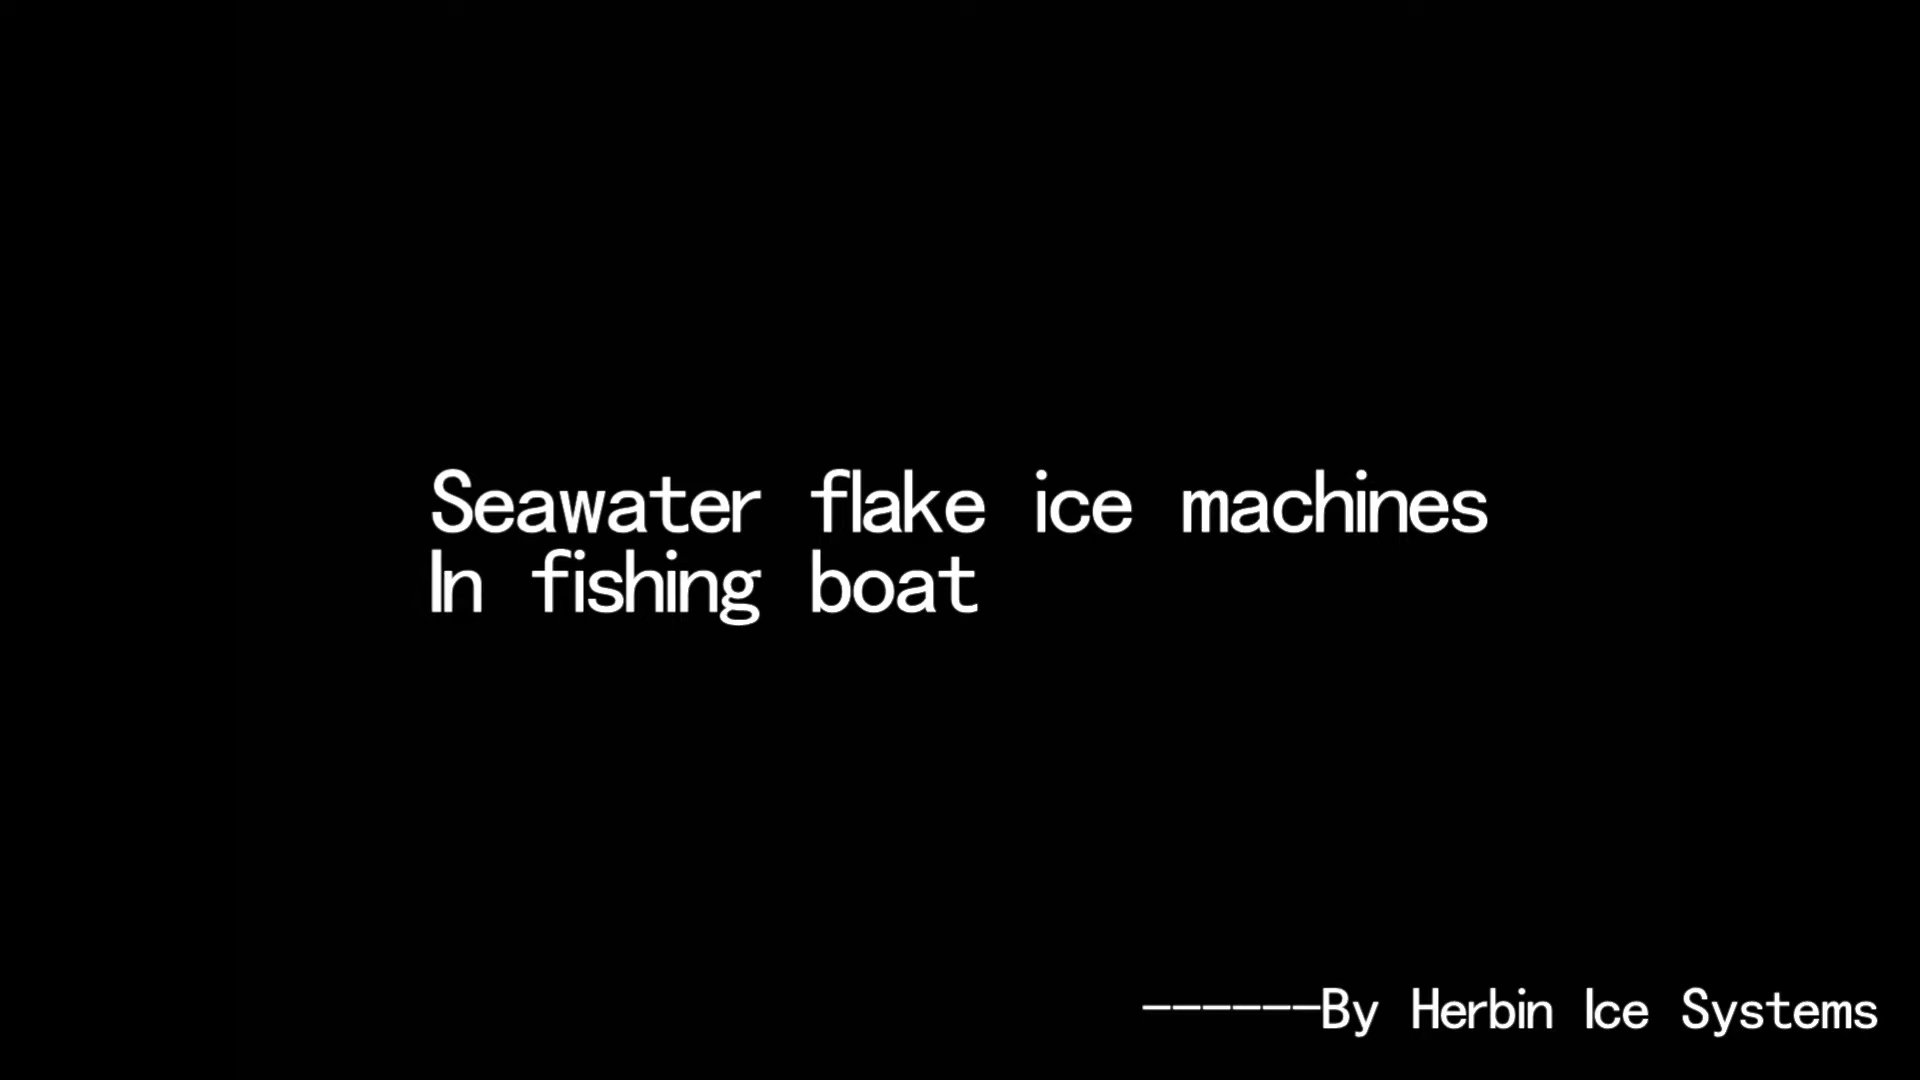 Seawater flake ice machines
In fishing boat
------By Herbin Ice Systems